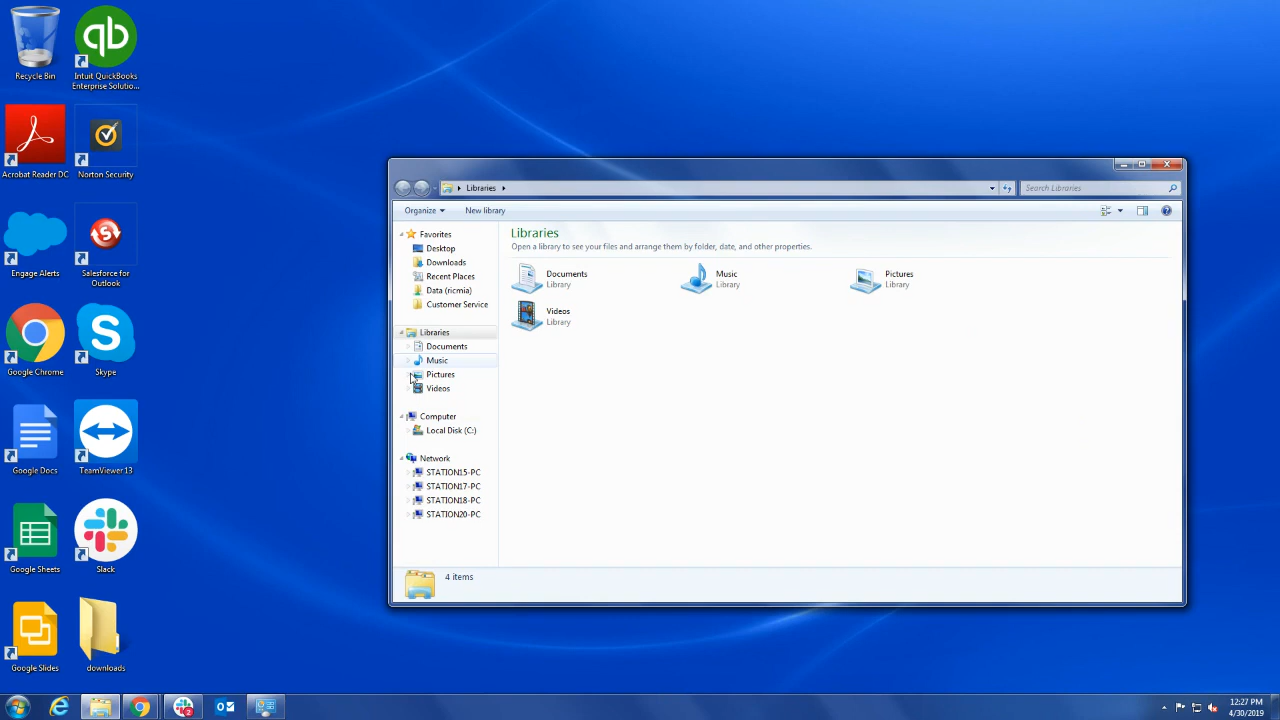 Recycle Bin
Intuit QuickBooks
Enterprise Solutio...
Acrobat Reader DC
Norton Security
Engage Alerts
Salesforce for
Outlook
Google Chrome
Skype
Google Docs
TeamViewer 13
Google Sheets
Slack
Google Slides
downloads
Libraries
Search Libraries
Organize
New library
Favorites
Desktop
Downloads
Recent Places
Data (ricmia)
Customer Service
Libraries
Documents
Music
Pictures
Videos
Computer
Local Disk (C:)
Network
STATION15-PC
STATION17-PC
STATION18-PC
STATION20-PC
Libraries
Open a library to see your files and arrange them by folder, date, and other properties.
Documents
Library
Music
Library
Pictures
Library
Videos
Library
4 items
12:27 PM
4/30/2019